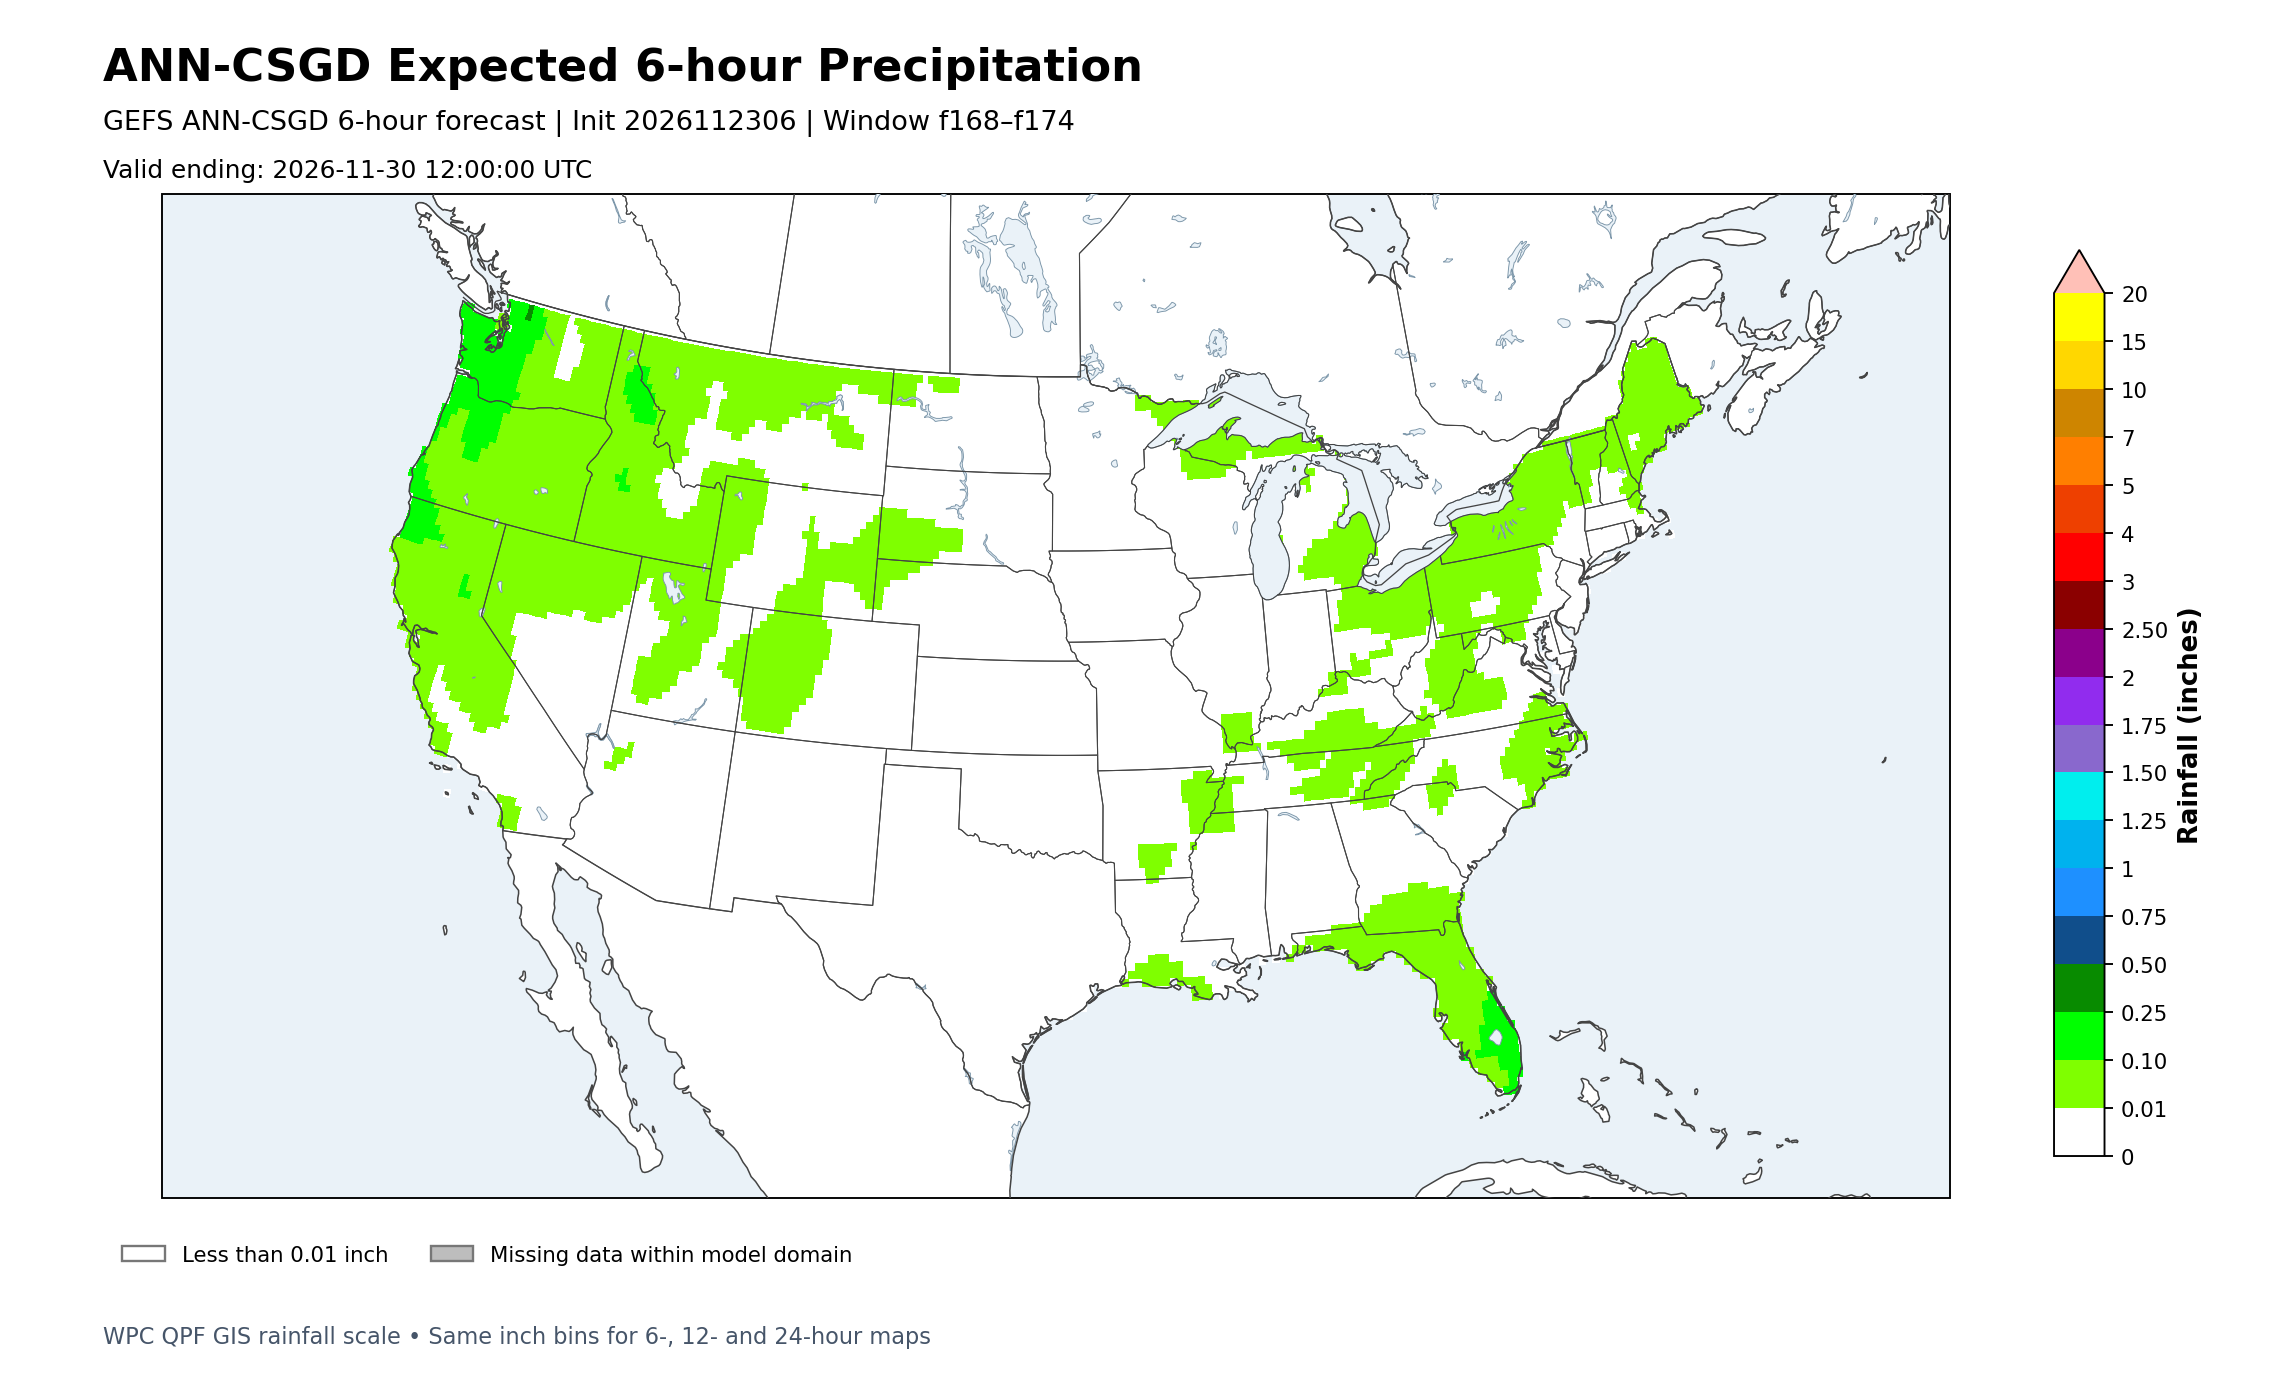 ANN-CSGD Expected 6-hour Precipitation
GEFS ANN-CSGD 6-hour forecast | Init 2026112306 | Window f168–f174
Valid ending: 2026-11-30 12:00:00 UTC
20
15
10
7
5
4
3
2.50
2
1.75
1.50
1.25
1
0.75
0.50
0.25
0.10
0.01
0
Rainfall (inches)
Less than 0.01 inch
Missing data within model domain
WPC QPF GIS rainfall scale • Same inch bins for 6-, 12- and 24-hour maps